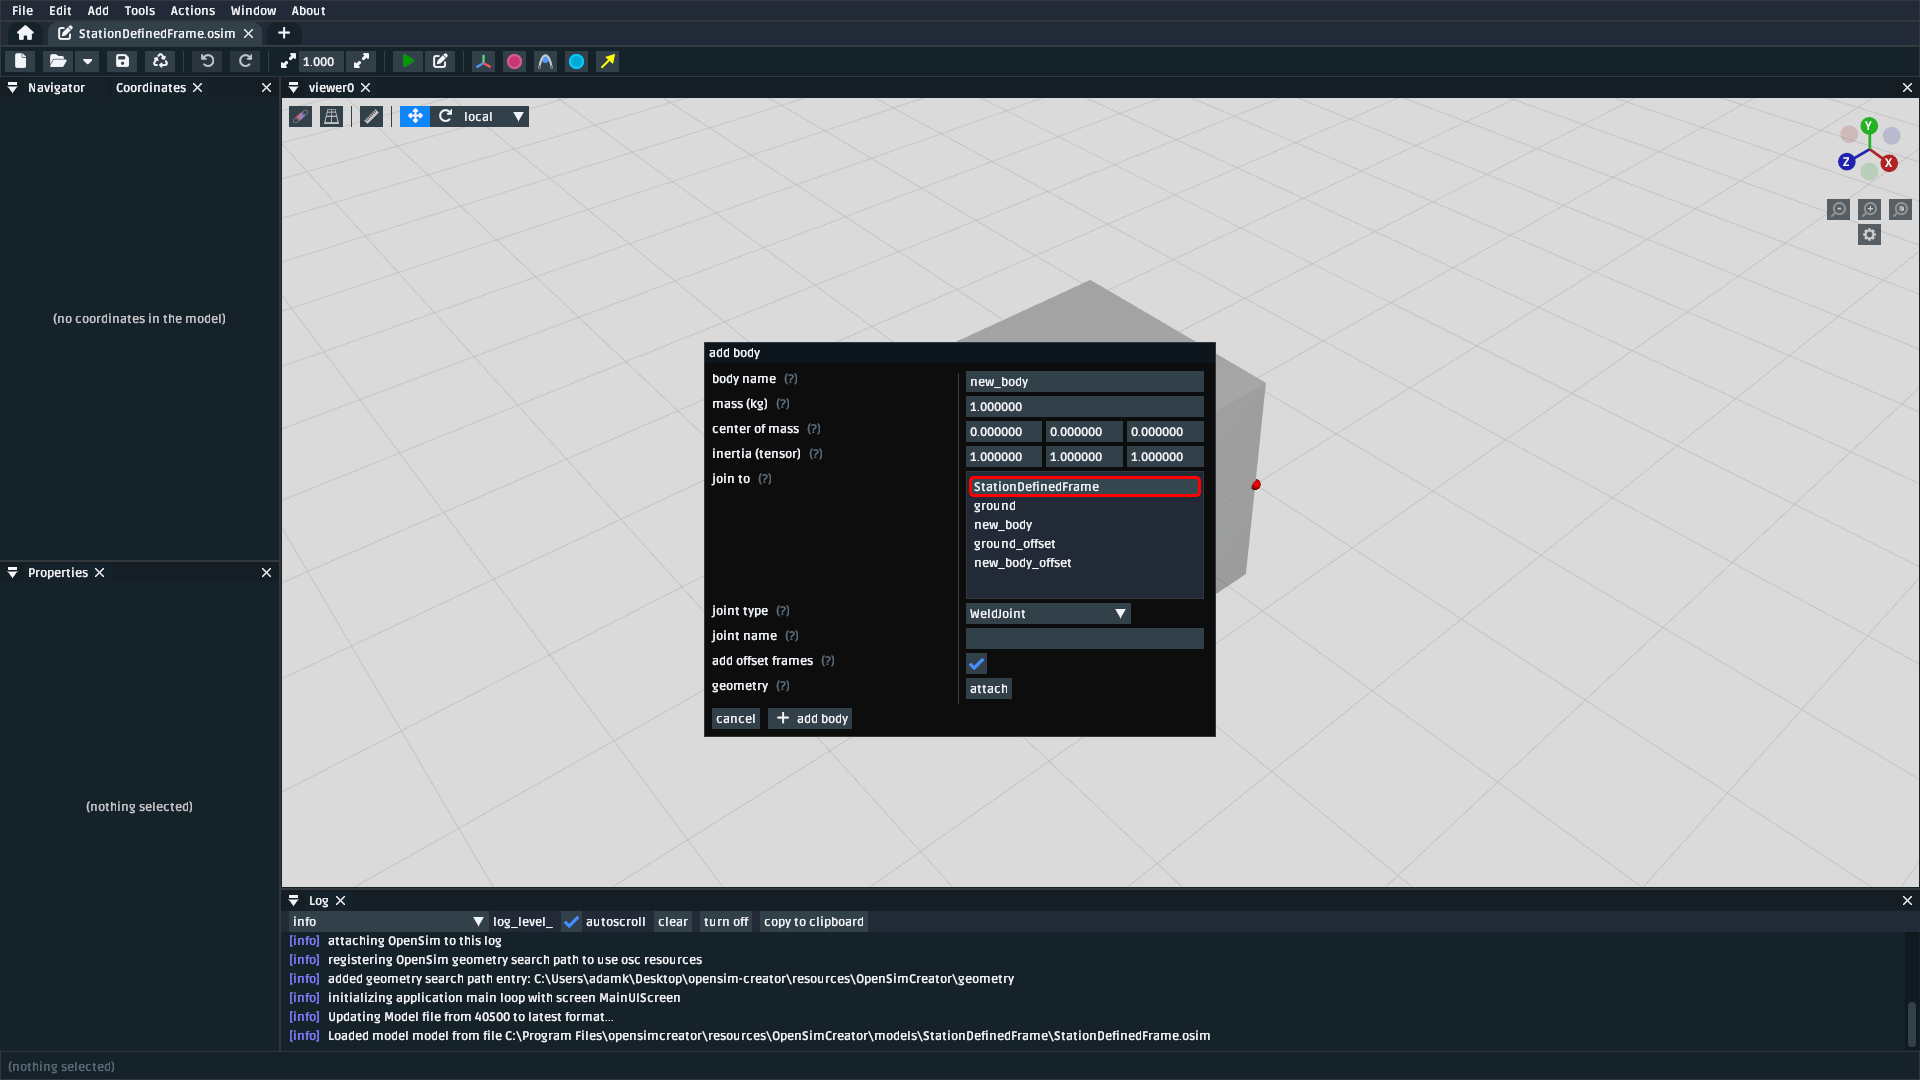 File Edit Add Tools Actions Window About
StationDefinedFrame.osim
1.000
Navigator Coordinates
viewer0
local
Y
Z X
(no coordinates in the model)
add body
body name (?) new_body
mass (kg) (?) 1.000000
center of mass (?) 0.000000 0.000000 0.000000
inertia (tensor) (?) 1.000000 1.000000 1.000000
join to (?) StationDefinedFrame
ground
new_body
ground_offset
new_body_offset
joint type (?) WeldJoint
joint name (?)
add offset frames (?)
geometry (?) attach
cancel + add body
Properties
(nothing selected)
Log
info log_level_ autoscroll clear turn off copy to clipboard
[info] attaching OpenSim to this log
[info] registering OpenSim geometry search path to use osc resources
[info] added geometry search path entry: C:\Users\adamk\Desktop\opensim-creator\resources\OpenSimCreator\geometry
[info] initializing application main loop with screen MainUIScreen
[info] Updating Model file from 40500 to latest format...
[info] Loaded model model from file C:\Program Files\opensimcreator\resources\OpenSimCreator\models\StationDefinedFrame\StationDefinedFrame.osim
(nothing selected)